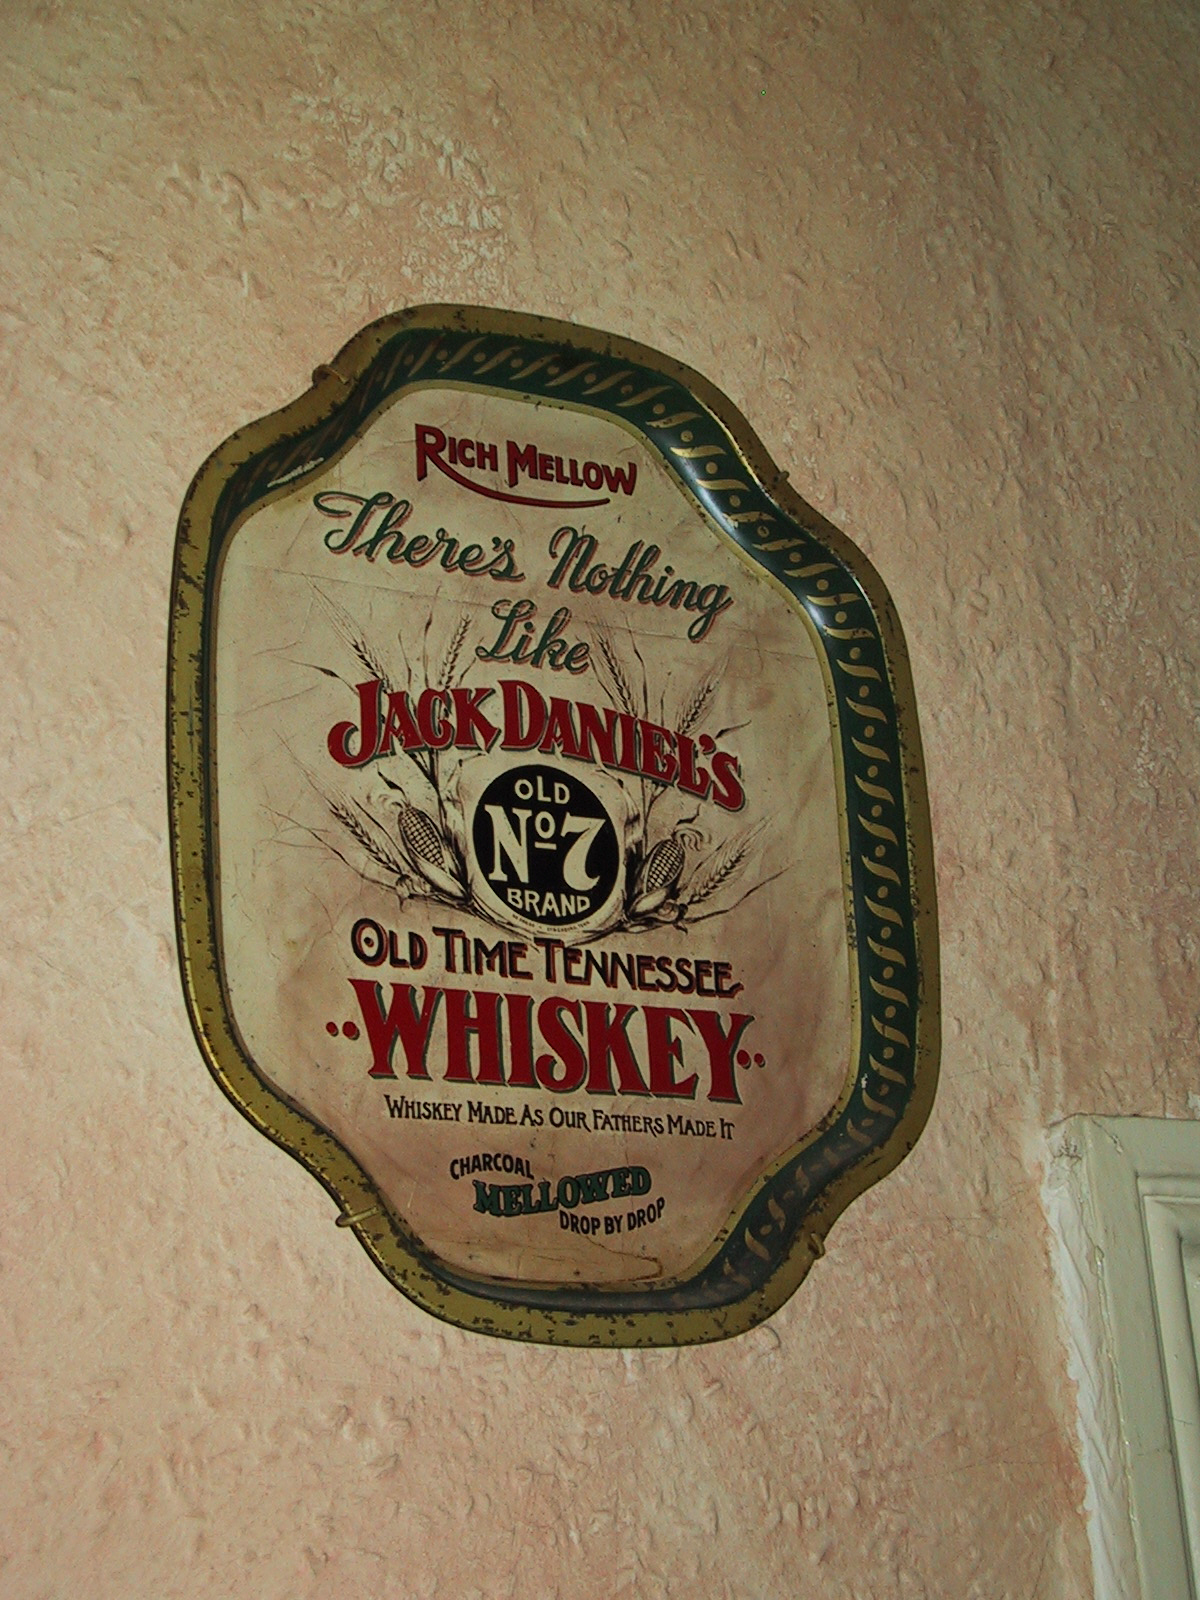 RICH MELLOW
There's Nothing
Like
JACK DANIEL'S
OLD
No 7
BRAND
OLD TIME TENNESSEE
WHISKEY
WHISKEY MADE AS OUR FATHERS MADE IT
CHARCOAL
MELLOWED
DROP BY DROP